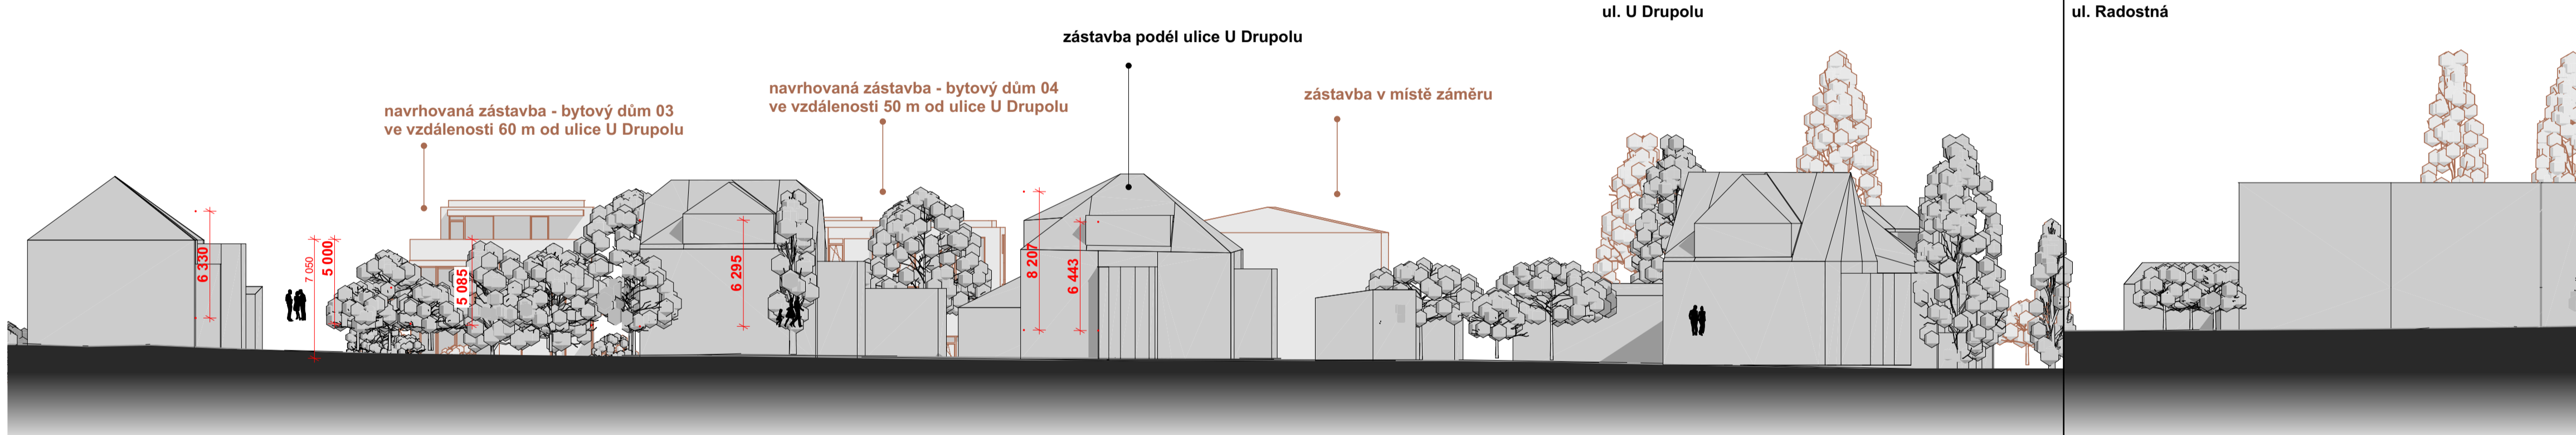 ul. U Drupolu
ul. Radostná
zástavba podél ulice U Drupolu
navrhovaná zástavba - bytový dům 04
ve vzdálenosti 50 m od ulice U Drupolu
zástavba v místě záměru
navrhovaná zástavba - bytový dům 03
ve vzdálenosti 60 m od ulice U Drupolu
6 330
7 050
5 000
5 085
6 295
8 207
6 443